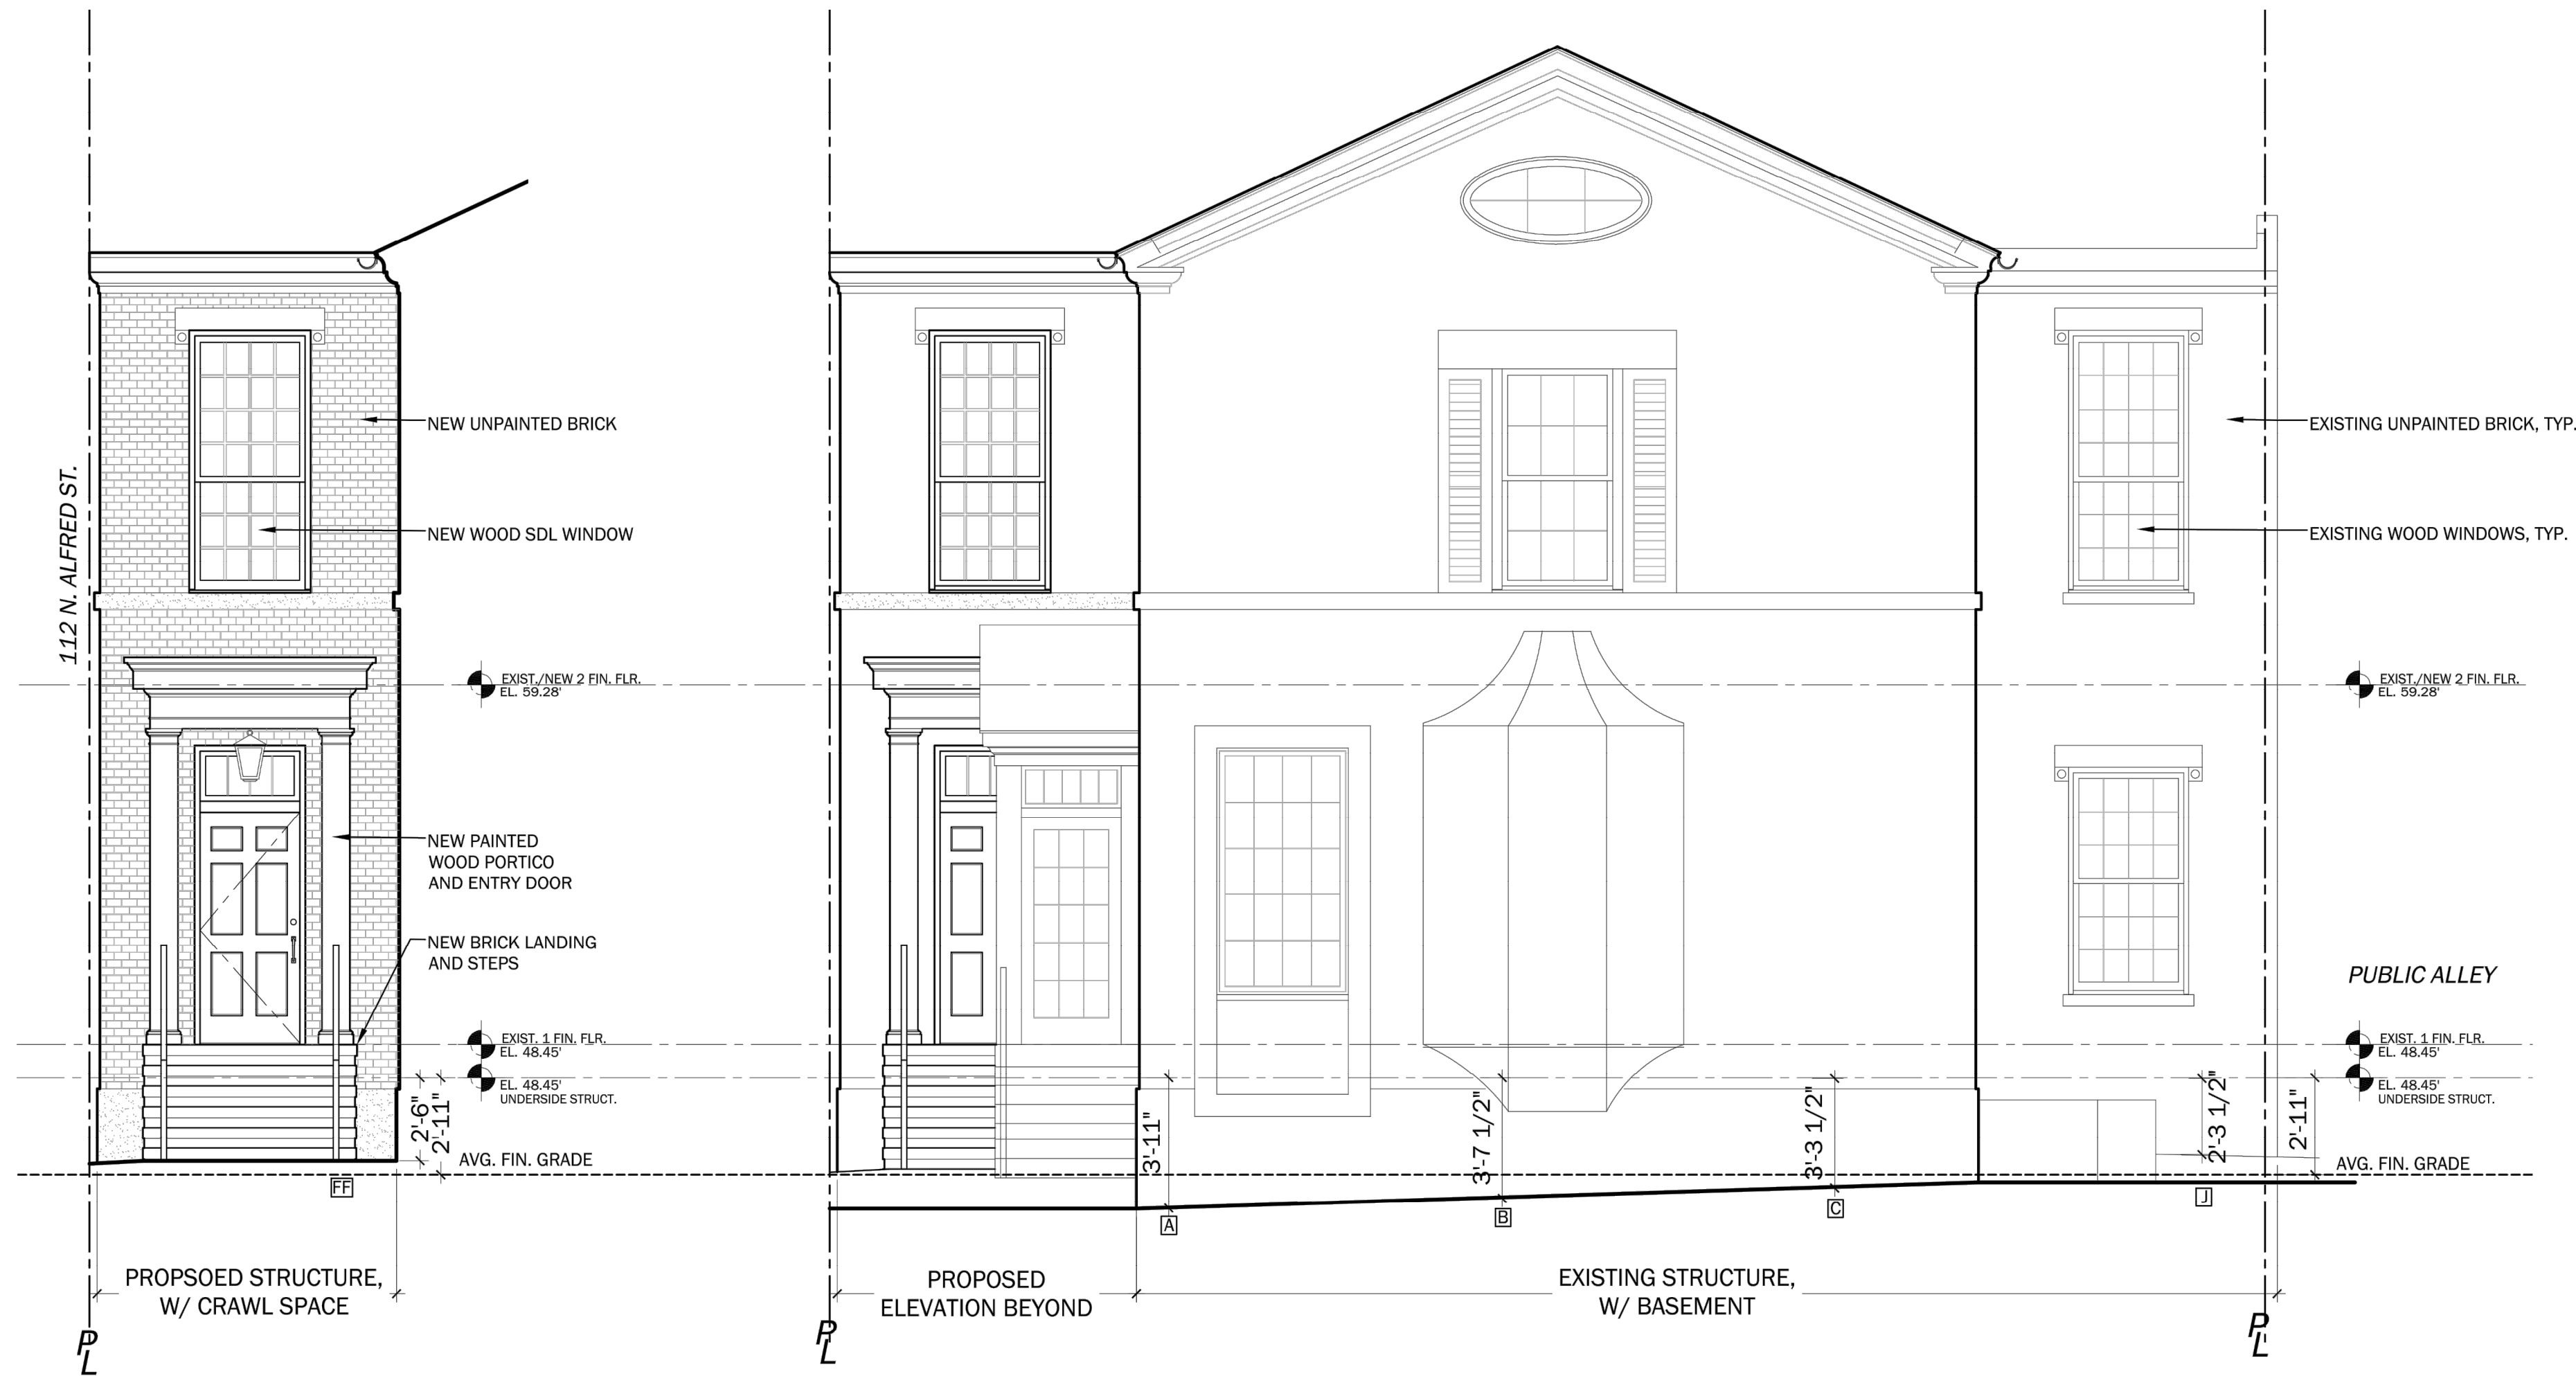 112 N. ALFRED ST.
NEW UNPAINTED BRICK
NEW WOOD SDL WINDOW
EXIST./NEW 2 FIN. FLR.
EL. 59.28'
NEW PAINTED
WOOD PORTICO
AND ENTRY DOOR
NEW BRICK LANDING
AND STEPS
EXIST. 1 FIN. FLR.
EL. 48.45'
EL. 48.45'
UNDERSIDE STRUCT.
2'-6"
2'-11"
AVG. FIN. GRADE
FF
PROPSOED STRUCTURE,
W/ CRAWL SPACE
PL
3'-11"
3'-7 1/2"
3'-3 1/2"
A
B
C
PROPOSED
ELEVATION BEYOND
PL
EXISTING STRUCTURE,
W/ BASEMENT
EXISTING UNPAINTED BRICK, TYP.
EXISTING WOOD WINDOWS, TYP.
EXIST./NEW 2 FIN. FLR.
EL. 59.28'
PUBLIC ALLEY
EXIST. 1 FIN. FLR.
EL. 48.45'
EL. 48.45'
UNDERSIDE STRUCT.
2'-3 1/2"
2'-11"
AVG. FIN. GRADE
J
PL